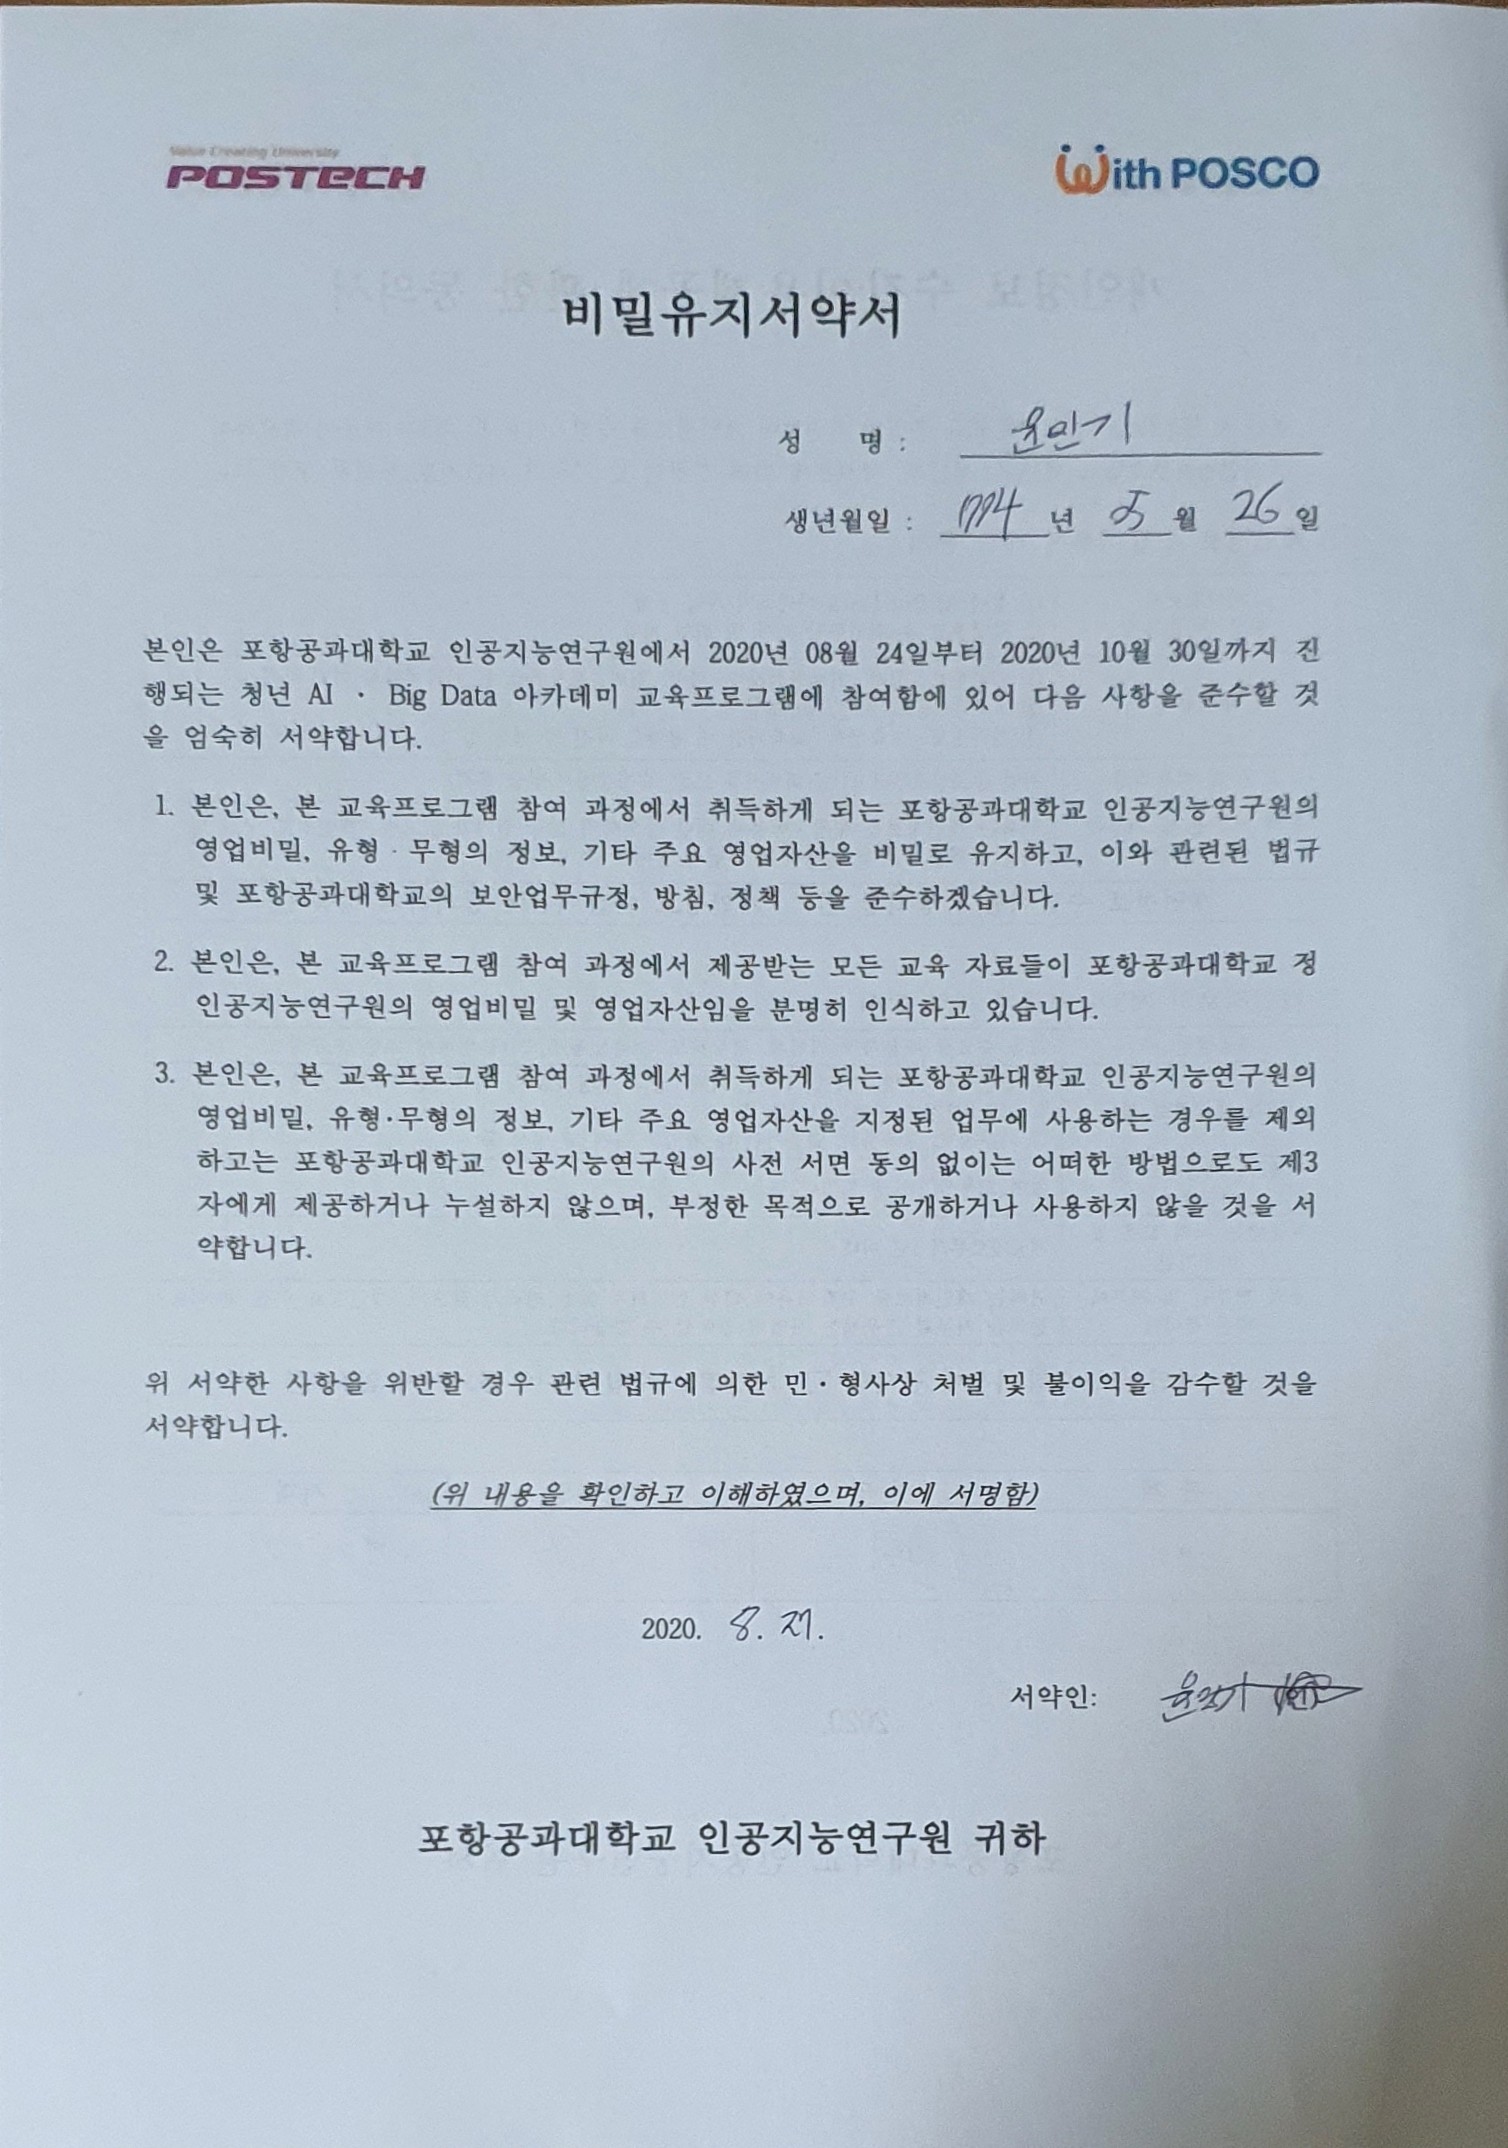 Value Creating University
POSTECH
With POSCO
비밀유지서약서
성 명 : 윤민기
생년월일 : 1994 년 05 월 26 일
본인은 포항공과대학교 인공지능연구원에서 2020년 08월 24일부터 2020년 10월 30일까지 진
행되는 청년 AI · Big Data 아카데미 교육프로그램에 참여함에 있어 다음 사항을 준수할 것
을 엄숙히 서약합니다.
1. 본인은, 본 교육프로그램 참여 과정에서 취득하게 되는 포항공과대학교 인공지능연구원의
영업비밀, 유형 · 무형의 정보, 기타 주요 영업자산을 비밀로 유지하고, 이와 관련된 법규
및 포항공과대학교의 보안업무규정, 방침, 정책 등을 준수하겠습니다.
2. 본인은, 본 교육프로그램 참여 과정에서 제공받는 모든 교육 자료들이 포항공과대학교 정
인공지능연구원의 영업비밀 및 영업자산임을 분명히 인식하고 있습니다.
3. 본인은, 본 교육프로그램 참여 과정에서 취득하게 되는 포항공과대학교 인공지능연구원의
영업비밀, 유형·무형의 정보, 기타 주요 영업자산을 지정된 업무에 사용하는 경우를 제외
하고는 포항공과대학교 인공지능연구원의 사전 서면 동의 없이는 어떠한 방법으로도 제3
자에게 제공하거나 누설하지 않으며, 부정한 목적으로 공개하거나 사용하지 않을 것을 서
약합니다.
위 서약한 사항을 위반할 경우 관련 법규에 의한 민·형사상 처벌 및 불이익을 감수할 것을
서약합니다.
(위 내용을 확인하고 이해하였으며, 이에 서명함)
2020. 8. 27.
서약인: 윤민기 (인)
포항공과대학교 인공지능연구원 귀하